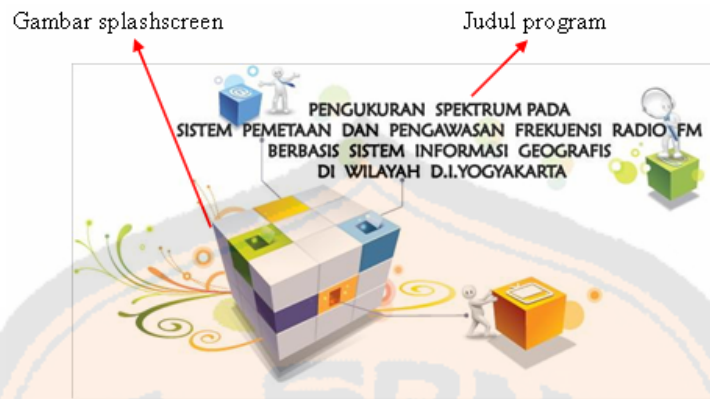 Gambar splashscreen
Judul program
PENGUKURAN SPEKTRUM PADA
SISTEM PEMETAAN DAN PENGAWASAN FREKUENSI RADIO FM
BERBASIS SISTEM INFORMASI GEOGRAFIS
DI WILAYAH D.I.YOGYAKARTA